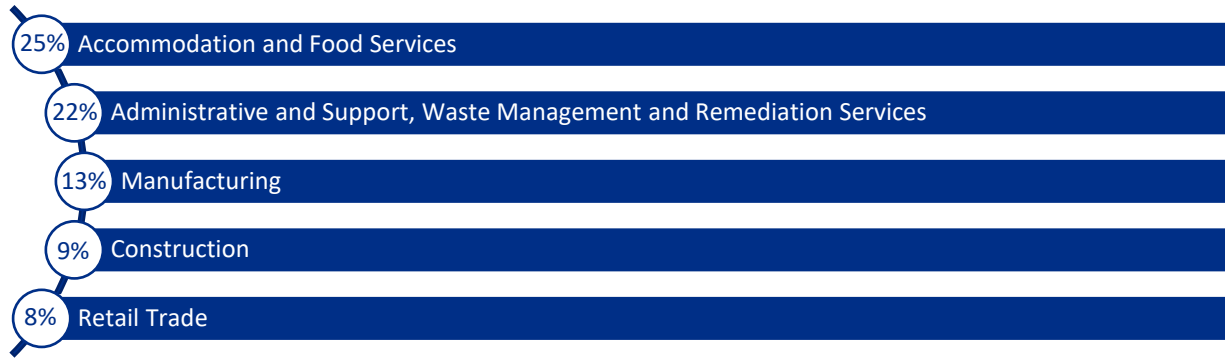 25% Accommodation and Food Services
22% Administrative and Support, Waste Management and Remediation Services
13% Manufacturing
9% Construction
8% Retail Trade